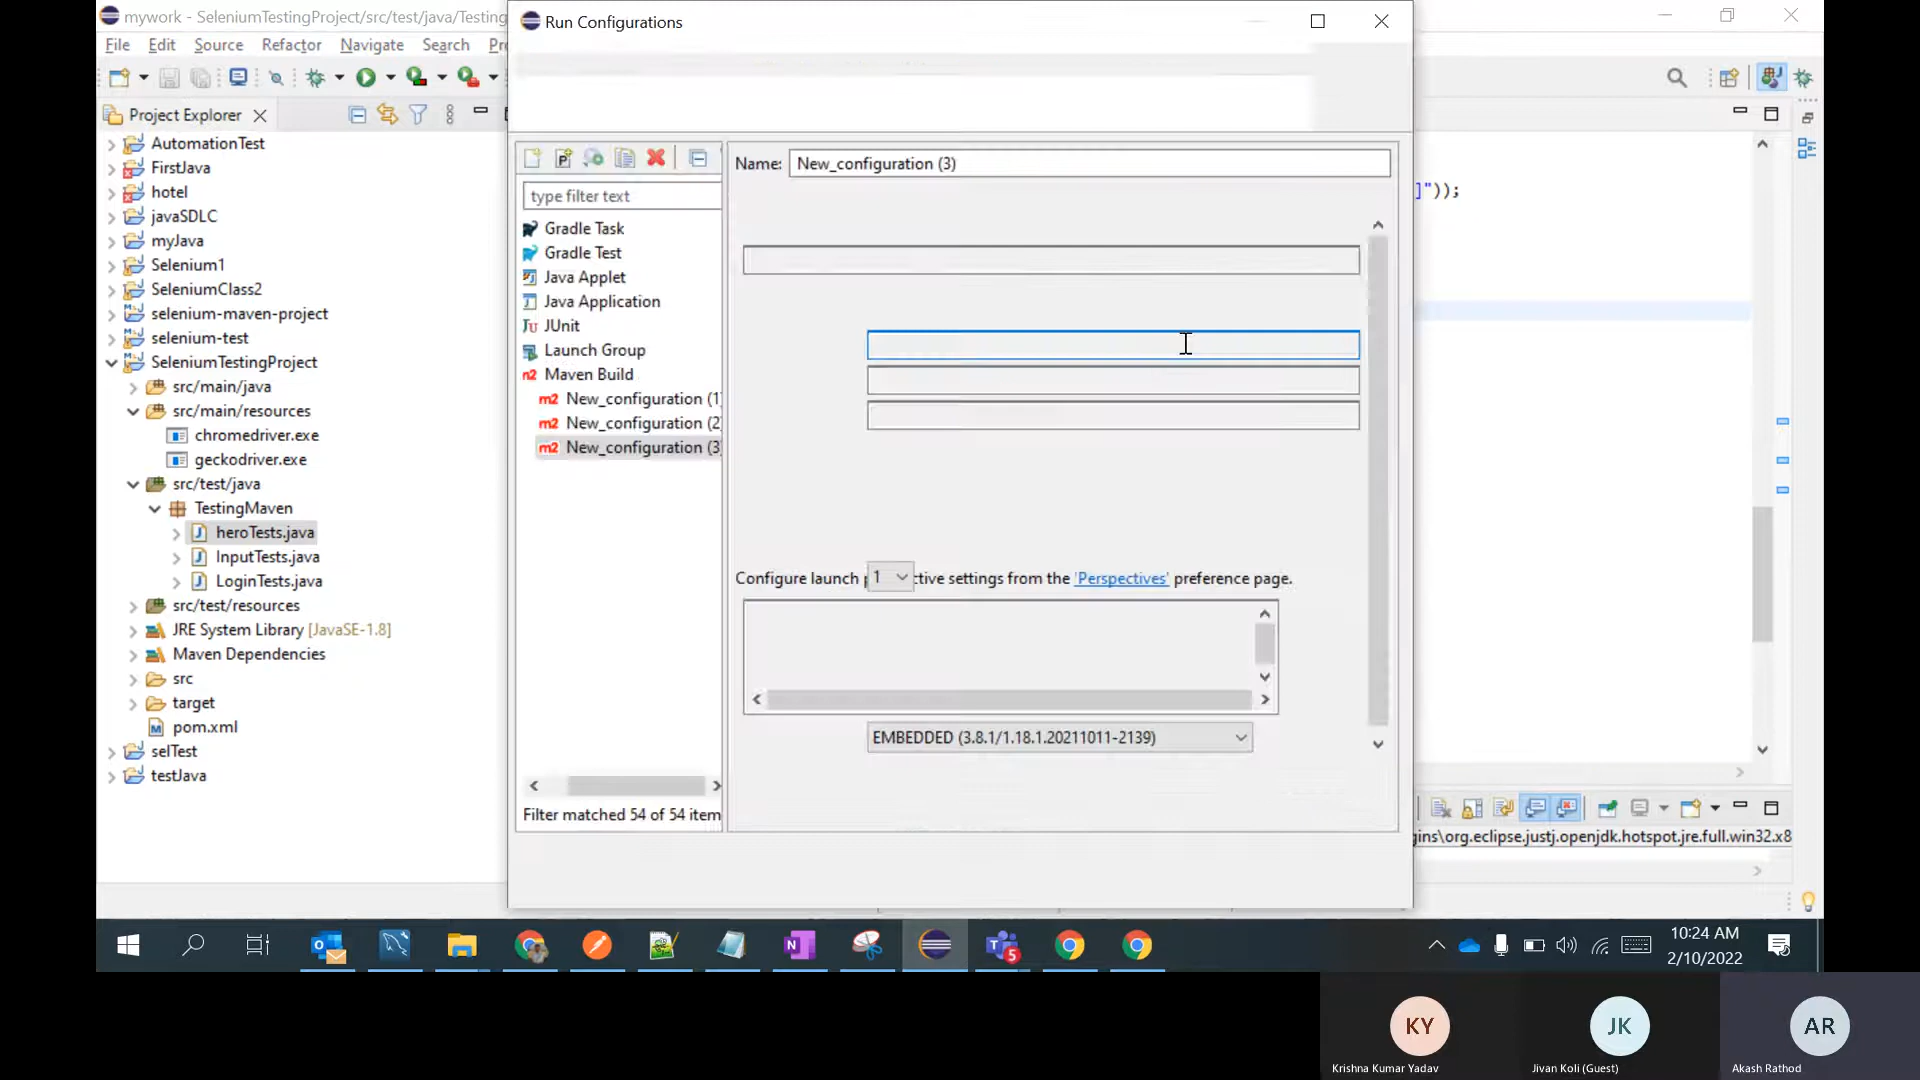 mywork - SeleniumTestingProject/src/test/java/Testing
File Edit Source Refactor Navigate Search Pr
Project Explorer
AutomationTest
FirstJava
hotel
javaSDLC
myJava
Selenium1
SeleniumClass2
selenium-maven-project
selenium-test
SeleniumTestingProject
src/main/java
src/main/resources
chromedriver.exe
geckodriver.exe
src/test/java
TestingMaven
heroTests.java
InputTests.java
LoginTests.java
src/test/resources
JRE System Library [JavaSE-1.8]
Maven Dependencies
src
target
pom.xml
selTest
testJava
Run Configurations
type filter text
Gradle Task
Gradle Test
Java Applet
Java Application
JUnit
Launch Group
Maven Build
New_configuration (1)
New_configuration (2
New_configuration (3
Filter matched 54 of 54 item
Name: New_configuration (3)
Configure launch p 1 ctive settings from the 'Perspectives' preference page.
EMBEDDED (3.8.1/1.18.1.20211011-2139)
]"));
gins\org.eclipse.justj.openjdk.hotspot.jre.full.win32.x8
10:24 AM
2/10/2022
5
KY
Krishna Kumar Yadav
JK
Jivan Koli (Guest)
AR
Akash Rathod